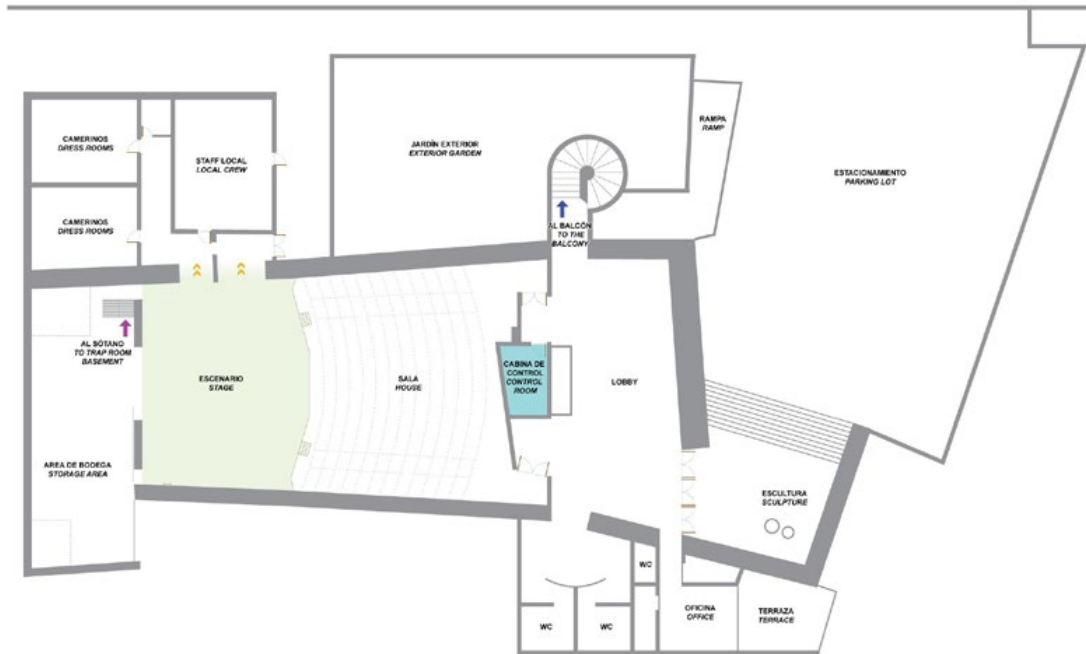 CAMERINOS
DRESS ROOMS
STAFF LOCAL
LOCAL CREW
CAMERINOS
DRESS ROOMS
JARDÍN EXTERIOR
EXTERIOR GARDEN
RAMPA
RAMP
ESTACIONAMIENTO
PARKING LOT
AL BALCÓN
TO THE
BALCONY
AL SÓTANO
TO TRAP ROOM
BASEMENT
ESCENARIO
STAGE
SALA
HOUSE
CABINA DE
CONTROL
CONTROL
ROOM
LOBBY
AREA DE BODEGA
STORAGE AREA
ESCULTURA
SCULPTURE
WC
WC
WC
OFICINA
OFFICE
TERRAZA
TERRACE